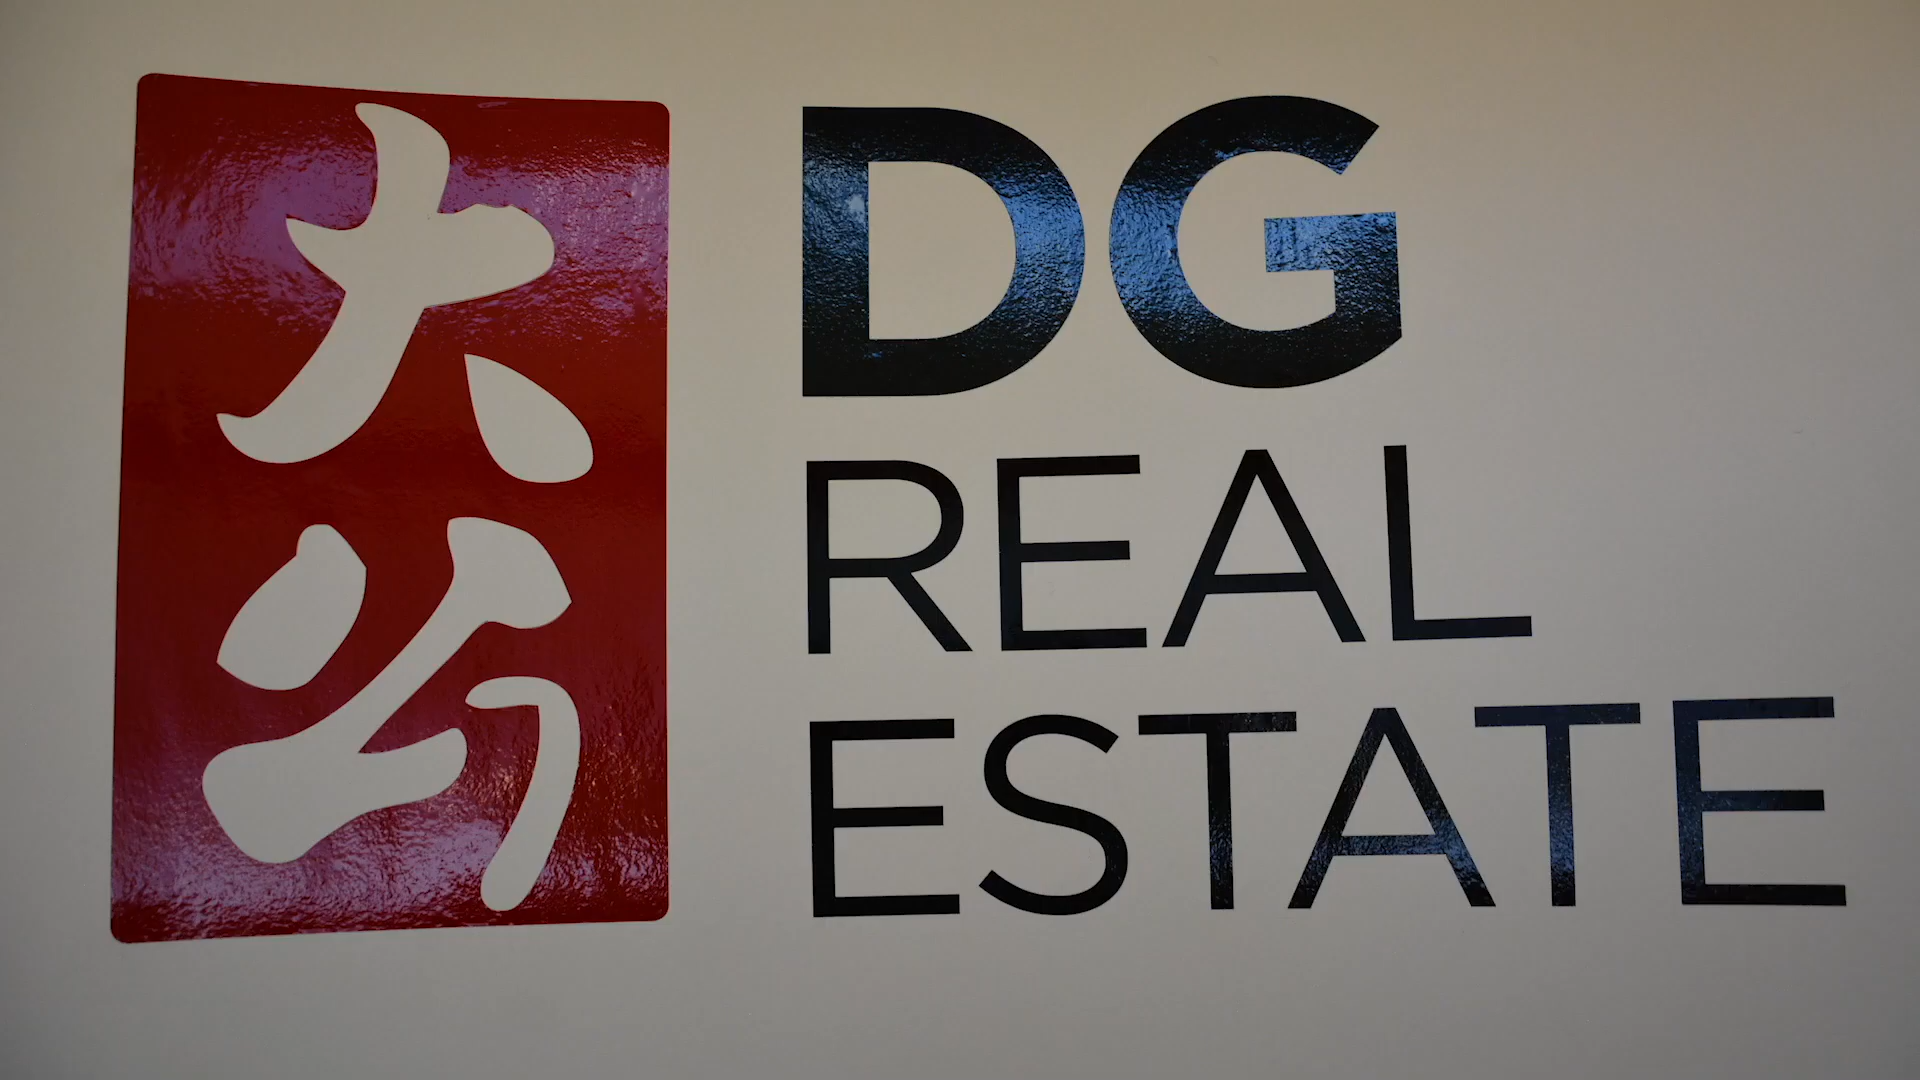 大
公
DG
REAL
ESTATE